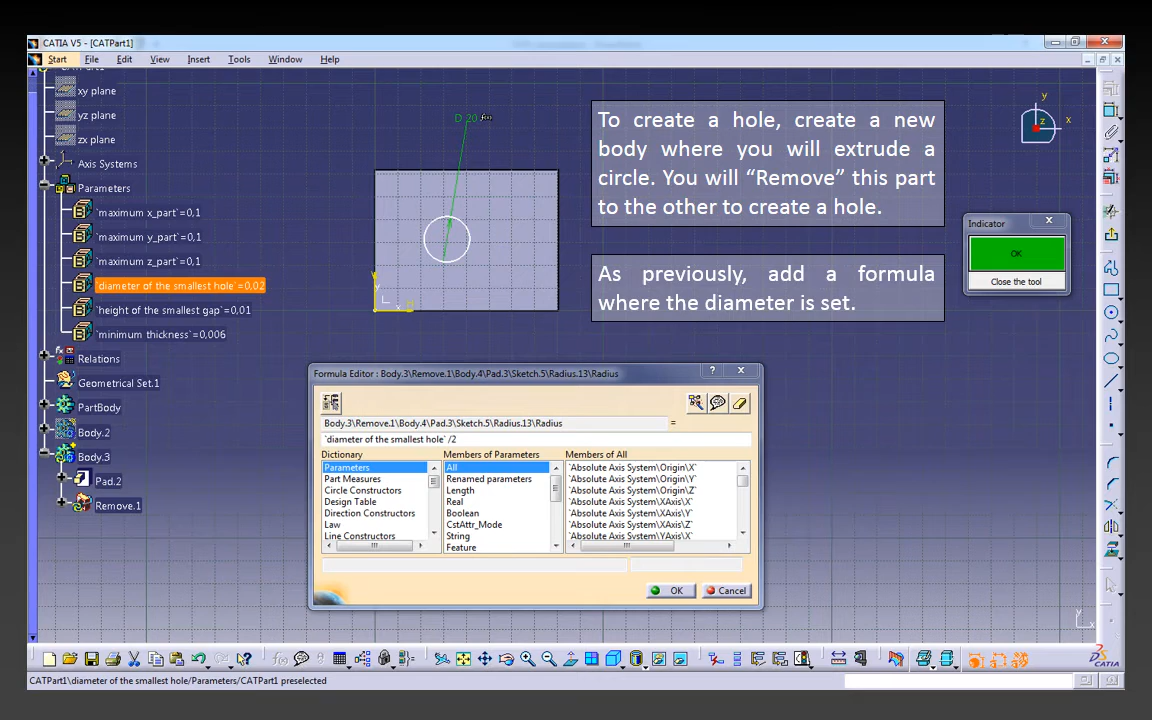 CATIA V5 - [CATPart1]
Start File Edit View Insert Tools Window Help
xy plane
yz plane
zx plane
Axis Systems
Parameters
`maximum x_part`=0,1
`maximum y_part`=0,1
`maximum z_part`=0,1
`diameter of the smallest hole`=0,02
`height of the smallest gap`=0,01
`minimum thickness`=0,006
Relations
Geometrical Set.1
PartBody
Body.2
Body.3
Pad.2
Remove.1
D 20
y
x
To create a hole, create a new
body where you will extrude a
circle. You will “Remove” this part
to the other to create a hole.
As previously, add a formula
where the diameter is set.
y
z
x
Indicator
OK
Close the tool
Formula Editor : Body.3\Remove.1\Body.4\Pad.3\Sketch.5\Radius.13\Radius
Body.3\Remove.1\Body.4\Pad.3\Sketch.5\Radius.13\Radius =
`diameter of the smallest hole` /2
Dictionary
Parameters
Part Measures
Circle Constructors
Design Table
Direction Constructors
Law
Line Constructors
Members of Parameters
All
Renamed parameters
Length
Real
Boolean
CstAttr_Mode
String
Feature
Members of All
`Absolute Axis System\Origin\X`
`Absolute Axis System\Origin\Y`
`Absolute Axis System\Origin\Z`
`Absolute Axis System\XAxis\X`
`Absolute Axis System\XAxis\Y`
`Absolute Axis System\XAxis\Z`
`Absolute Axis System\YAxis\X`
OK Cancel
CATIA
CATPart1\diameter of the smallest hole/Parameters/CATPart1 preselected